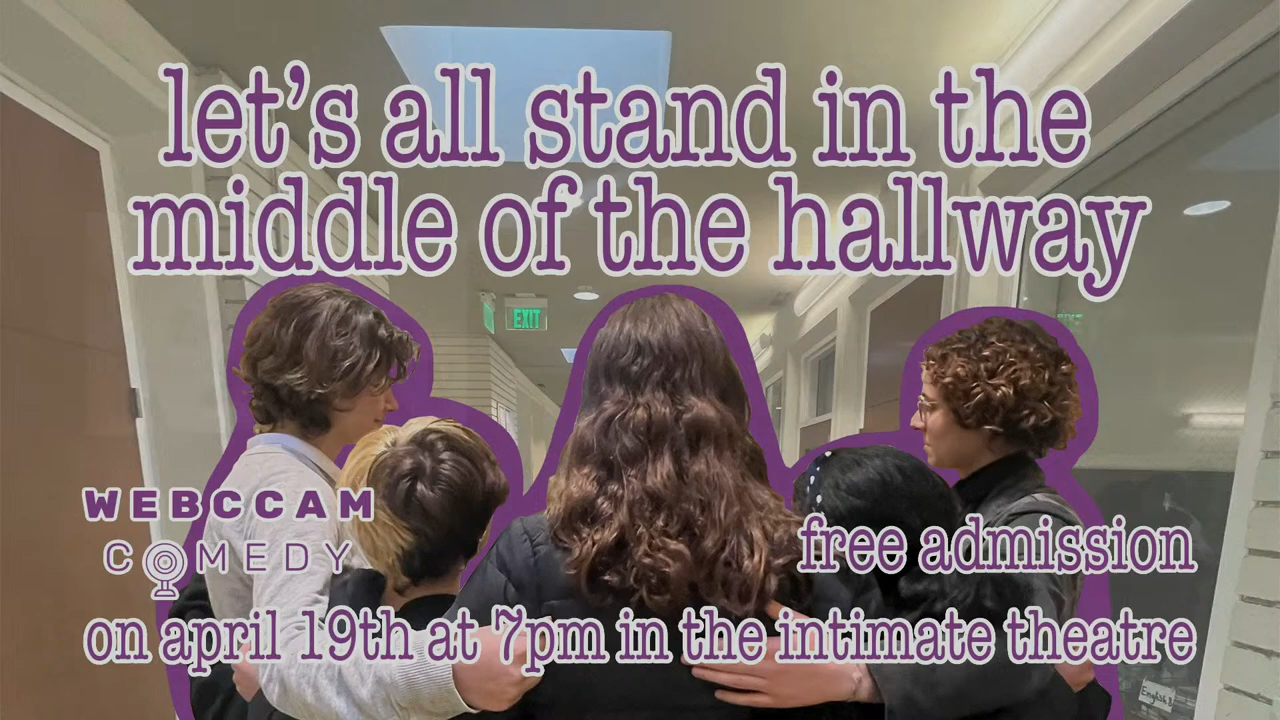 let's all stand in the
middle of the hallway
EXIT
WEBCCAM
COMEDY
free admission
on april 19th at 7pm in the intimate theatre
English